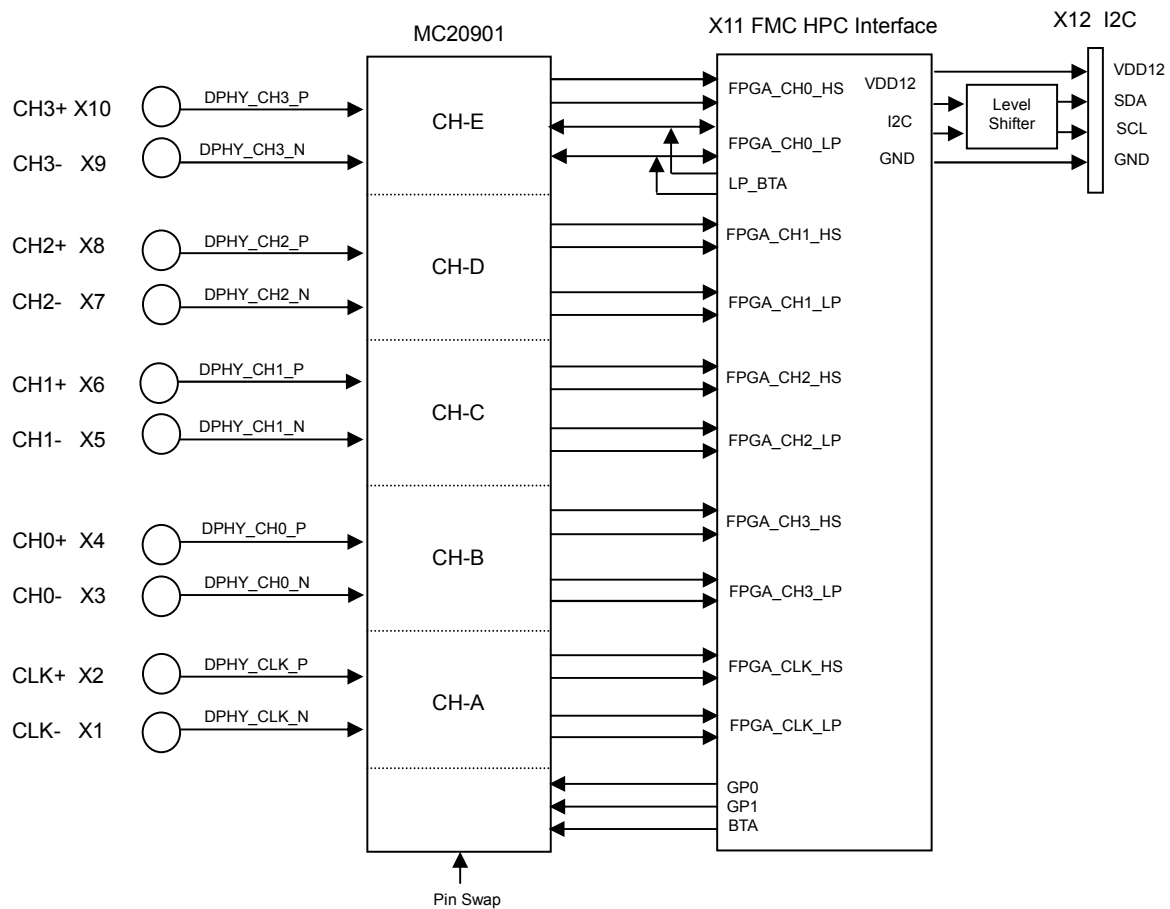 MC20901
X11 FMC HPC Interface
X12 I2C
CH3+ X10
DPHY_CH3_P
CH3- X9
DPHY_CH3_N
CH-E
FPGA_CH0_HS
FPGA_CH0_LP
LP_BTA
VDD12
I2C
GND
Level
Shifter
VDD12
SDA
SCL
GND
CH2+ X8
DPHY_CH2_P
CH2- X7
DPHY_CH2_N
CH-D
FPGA_CH1_HS
FPGA_CH1_LP
CH1+ X6
DPHY_CH1_P
CH1- X5
DPHY_CH1_N
CH-C
FPGA_CH2_HS
FPGA_CH2_LP
CH0+ X4
DPHY_CH0_P
CH0- X3
DPHY_CH0_N
CH-B
FPGA_CH3_HS
FPGA_CH3_LP
CLK+ X2
DPHY_CLK_P
CLK- X1
DPHY_CLK_N
CH-A
FPGA_CLK_HS
FPGA_CLK_LP
GP0
GP1
BTA
Pin Swap